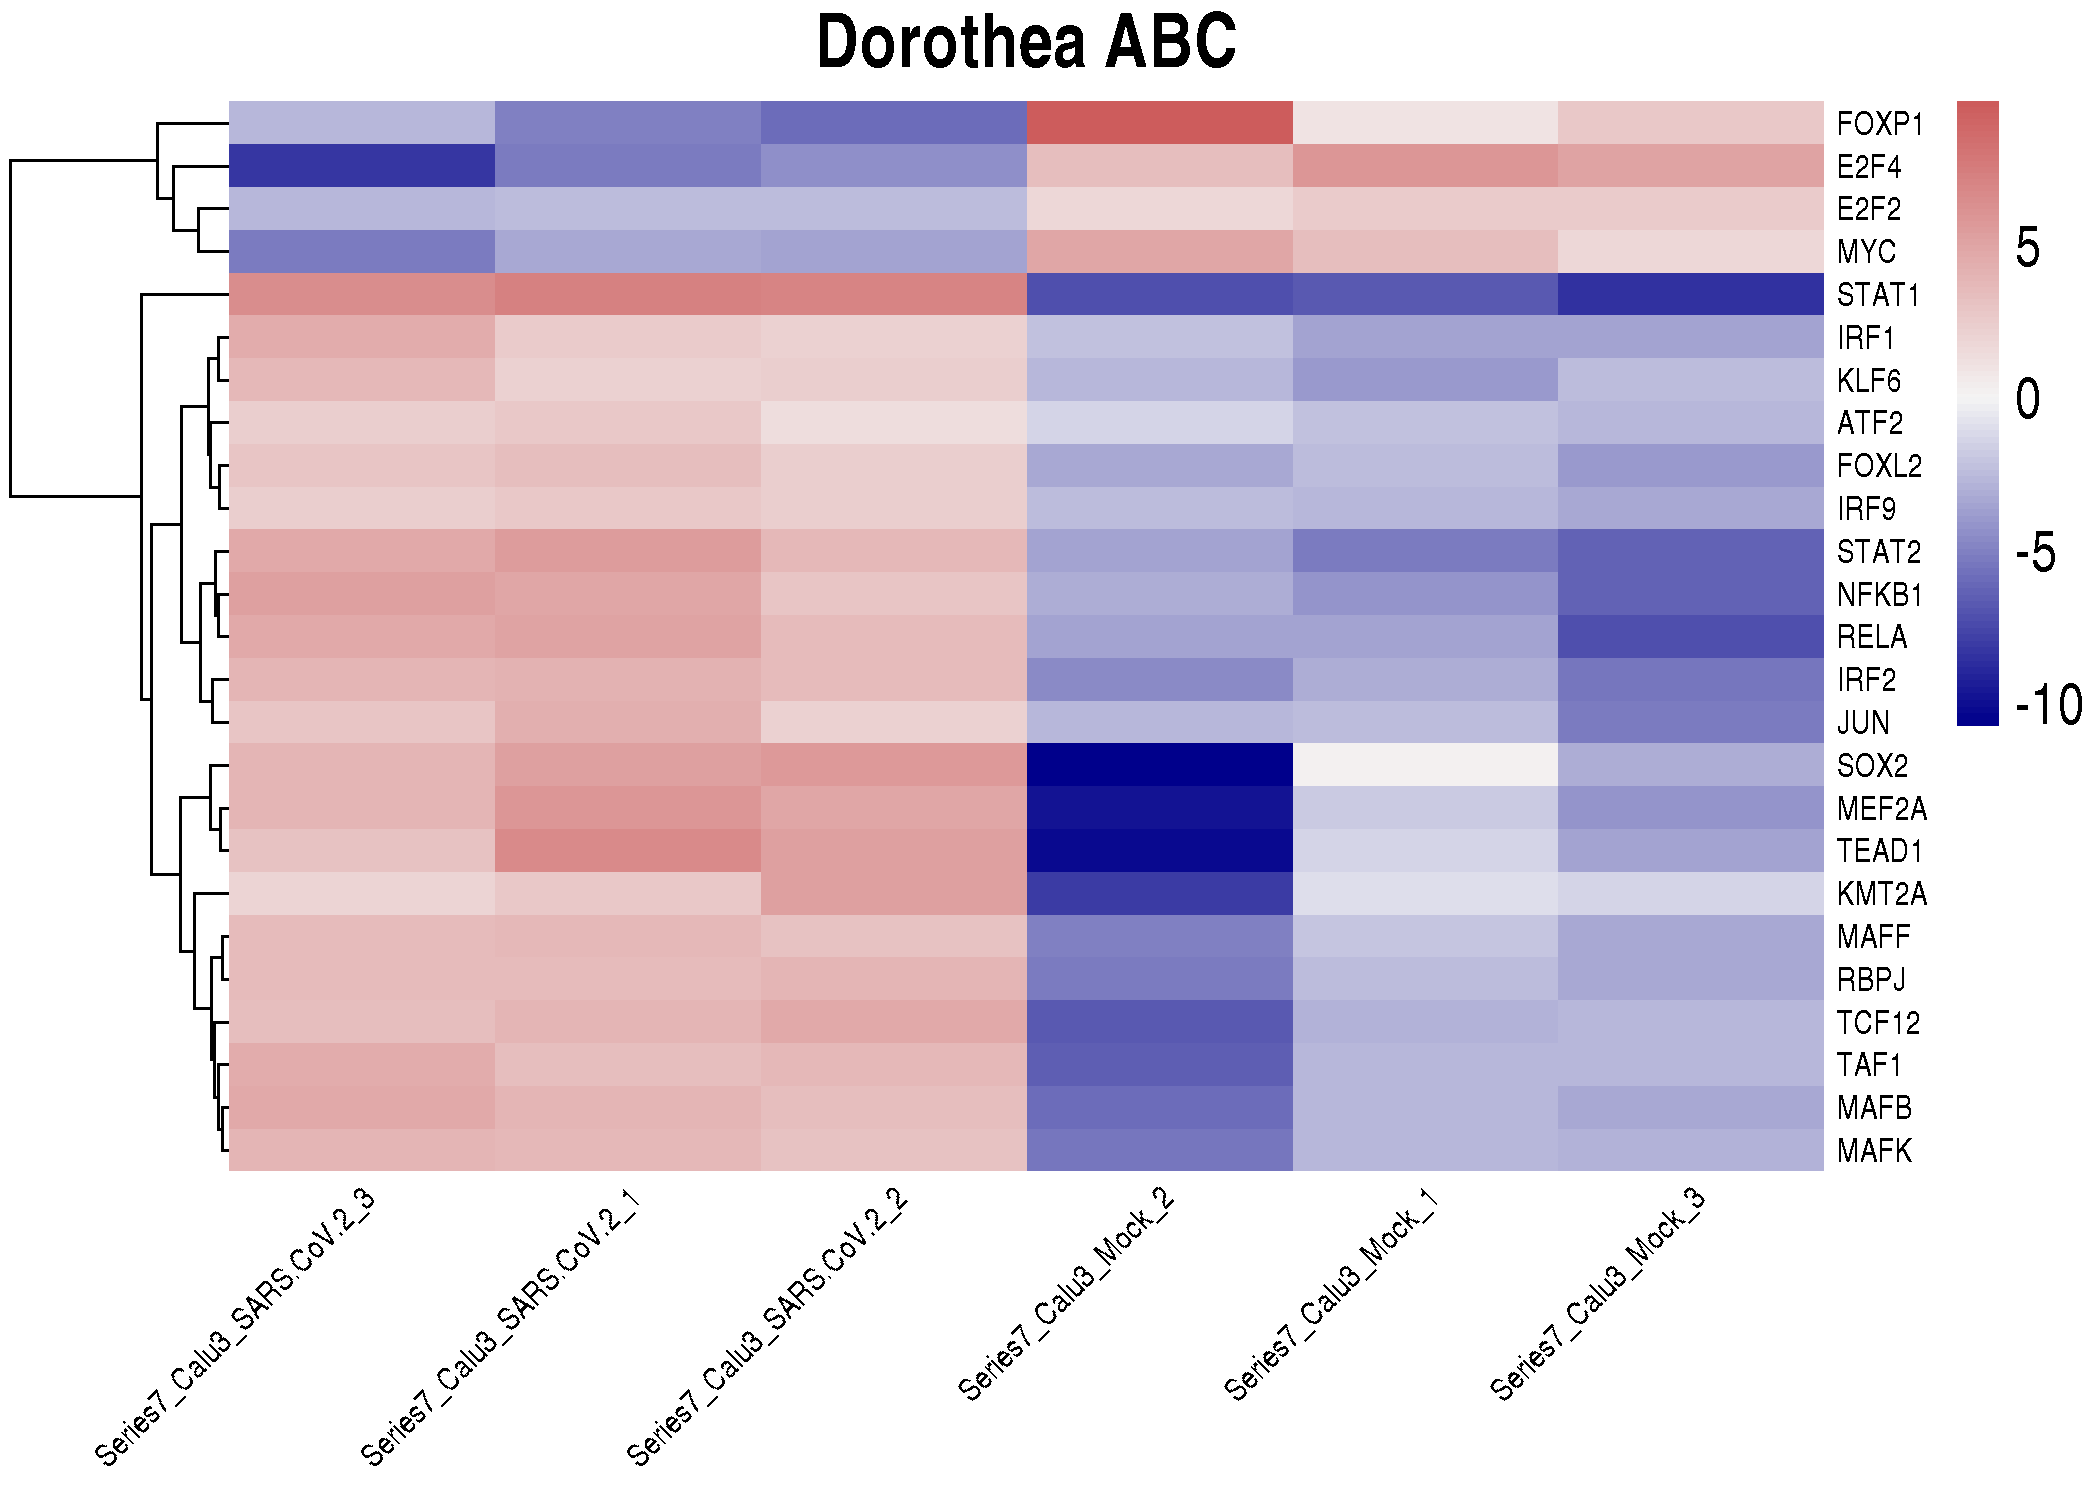 Dorothea ABC
FOXP1
E2F4
E2F2
MYC
STAT1
IRF1
KLF6
ATF2
FOXL2
IRF9
STAT2
NFKB1
RELA
IRF2
JUN
SOX2
MEF2A
TEAD1
KMT2A
MAFF
RBPJ
TCF12
TAF1
MAFB
MAFK
5
0
-5
-10
Series7_Calu3_SARS.CoV.2_3
Series7_Calu3_SARS.CoV.2_1
Series7_Calu3_SARS.CoV.2_2
Series7_Calu3_Mock_2
Series7_Calu3_Mock_1
Series7_Calu3_Mock_3